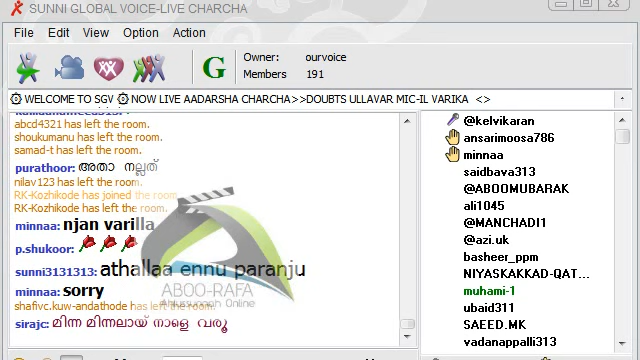 SUNNI GLOBAL VOICE-LIVE CHARCHA
File Edit View Option Action
G
Owner: ourvoice
Members 191
WELCOME TO SGV NOW LIVE AADARSHA CHARCHA>>DOUBTS ULLAVAR MIC-IL VARIKA <>
abcd4321 has left the room.
shoukumanu has left the room.
samad-t has left the room.
purathoor: അതാ നല്ലത്
nilav123 has left the room.
RK-Kozhikode has joined the room.
RK-Kozhikode has left the room.
minnaa: njan varilla
p.shukoor:
sunni3131313: athallaa ennu paranju
minnaa: sorry
shafivc.kuw-andathode has left the room.
sirajc: മിന്ന മിന്നലായ് നാളെ വരൂ
ABOO-RAFA
Ahlussunnah Online
@kelvikaran
ansarimoosa786
minnaa
saidbava313
@ABOOMUBARAK
ali1045
@MANCHADI1
@azi.uk
basheer_ppm
NIYASKAKKAD-QAT...
muhami-1
ubaid311
SAEED.MK
vadanappalli313